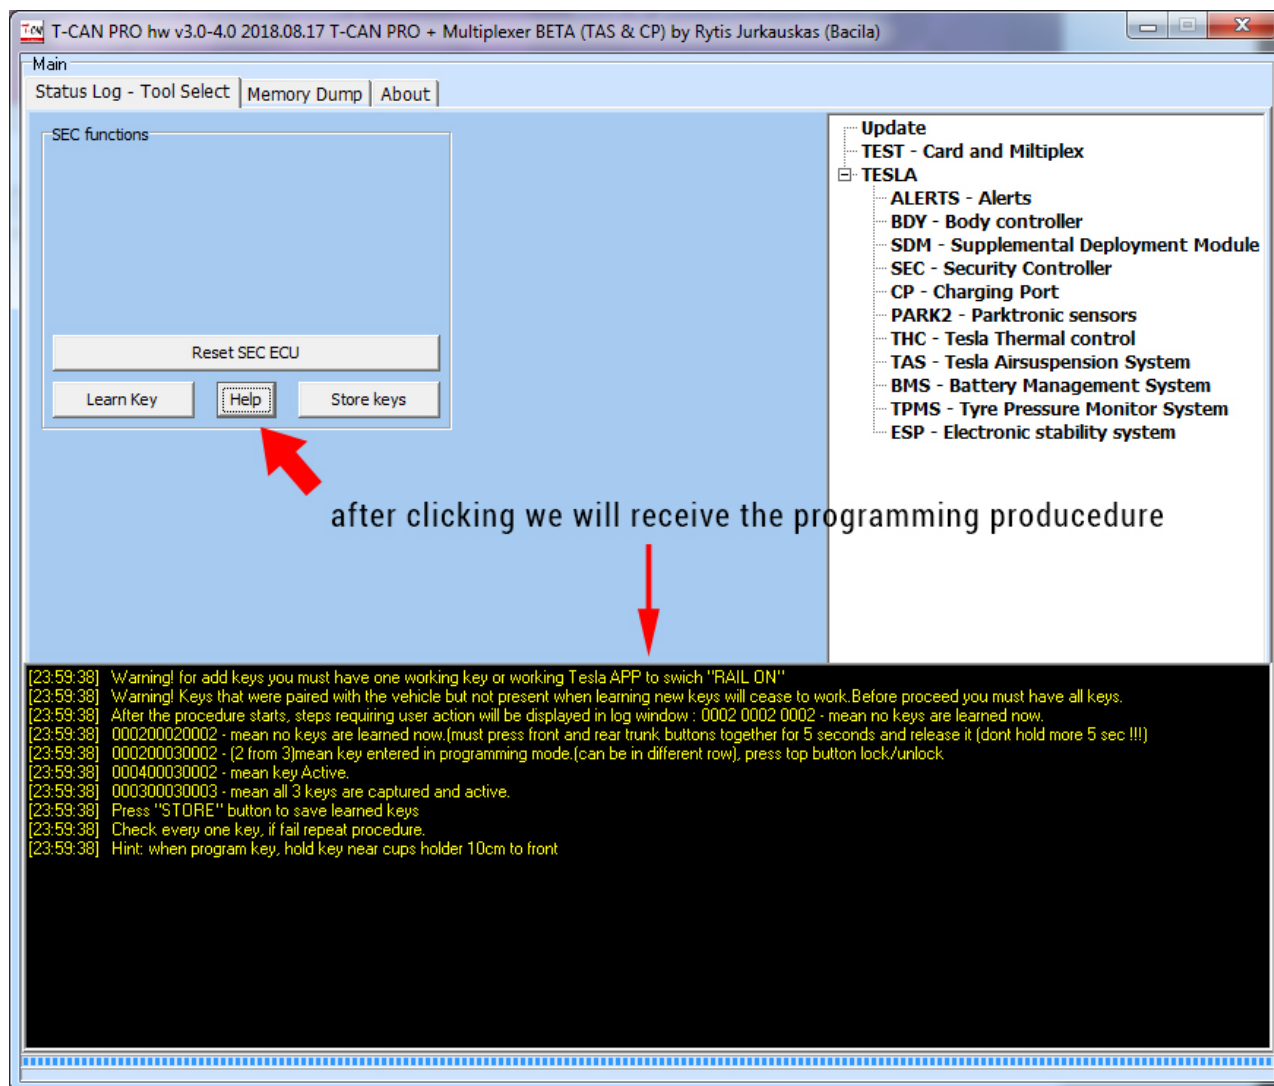 T-CAN PRO hw v3.0-4.0 2018.08.17 T-CAN PRO + Multiplexer BETA (TAS & CP) by Rytis Jurkauskas (Bacila)
Main
Status Log - Tool Select
Memory Dump
About
SEC functions
Reset SEC ECU
Learn Key
Help
Store keys
Update
TEST - Card and Miltiplex
TESLA
ALERTS - Alerts
BDY - Body controller
SDM - Supplemental Deployment Module
SEC - Security Controller
CP - Charging Port
PARK2 - Parktronic sensors
THC - Tesla Thermal control
TAS - Tesla Airsuspension System
BMS - Battery Management System
TPMS - Tyre Pressure Monitor System
ESP - Electronic stability system
after clicking we will receive the programming producedure
[23:59:38] Warning! for add keys you must have one working key or working Tesla APP to swich "RAIL ON"
[23:59:38] Warning! Keys that were paired with the vehicle but not present when learning new keys will cease to work.Before proceed you must have all keys.
[23:59:38] After the procedure starts, steps requiring user action will be displayed in log window : 0002 0002 0002 - mean no keys are learned now.
[23:59:38] 000200020002 - mean no keys are learned now.(must press front and rear trunk buttons together for 5 seconds and release it (dont hold more 5 sec !!!)
[23:59:38] 000200030002 - (2 from 3)mean key entered in programming mode.(can be in different row), press top button lock/unlock
[23:59:38] 000400030002 - mean key Active.
[23:59:38] 000300030003 - mean all 3 keys are captured and active.
[23:59:38] Press "STORE" button to save learned keys
[23:59:38] Check every one key, if fail repeat procedure.
[23:59:38] Hint: when program key, hold key near cups holder 10cm to front